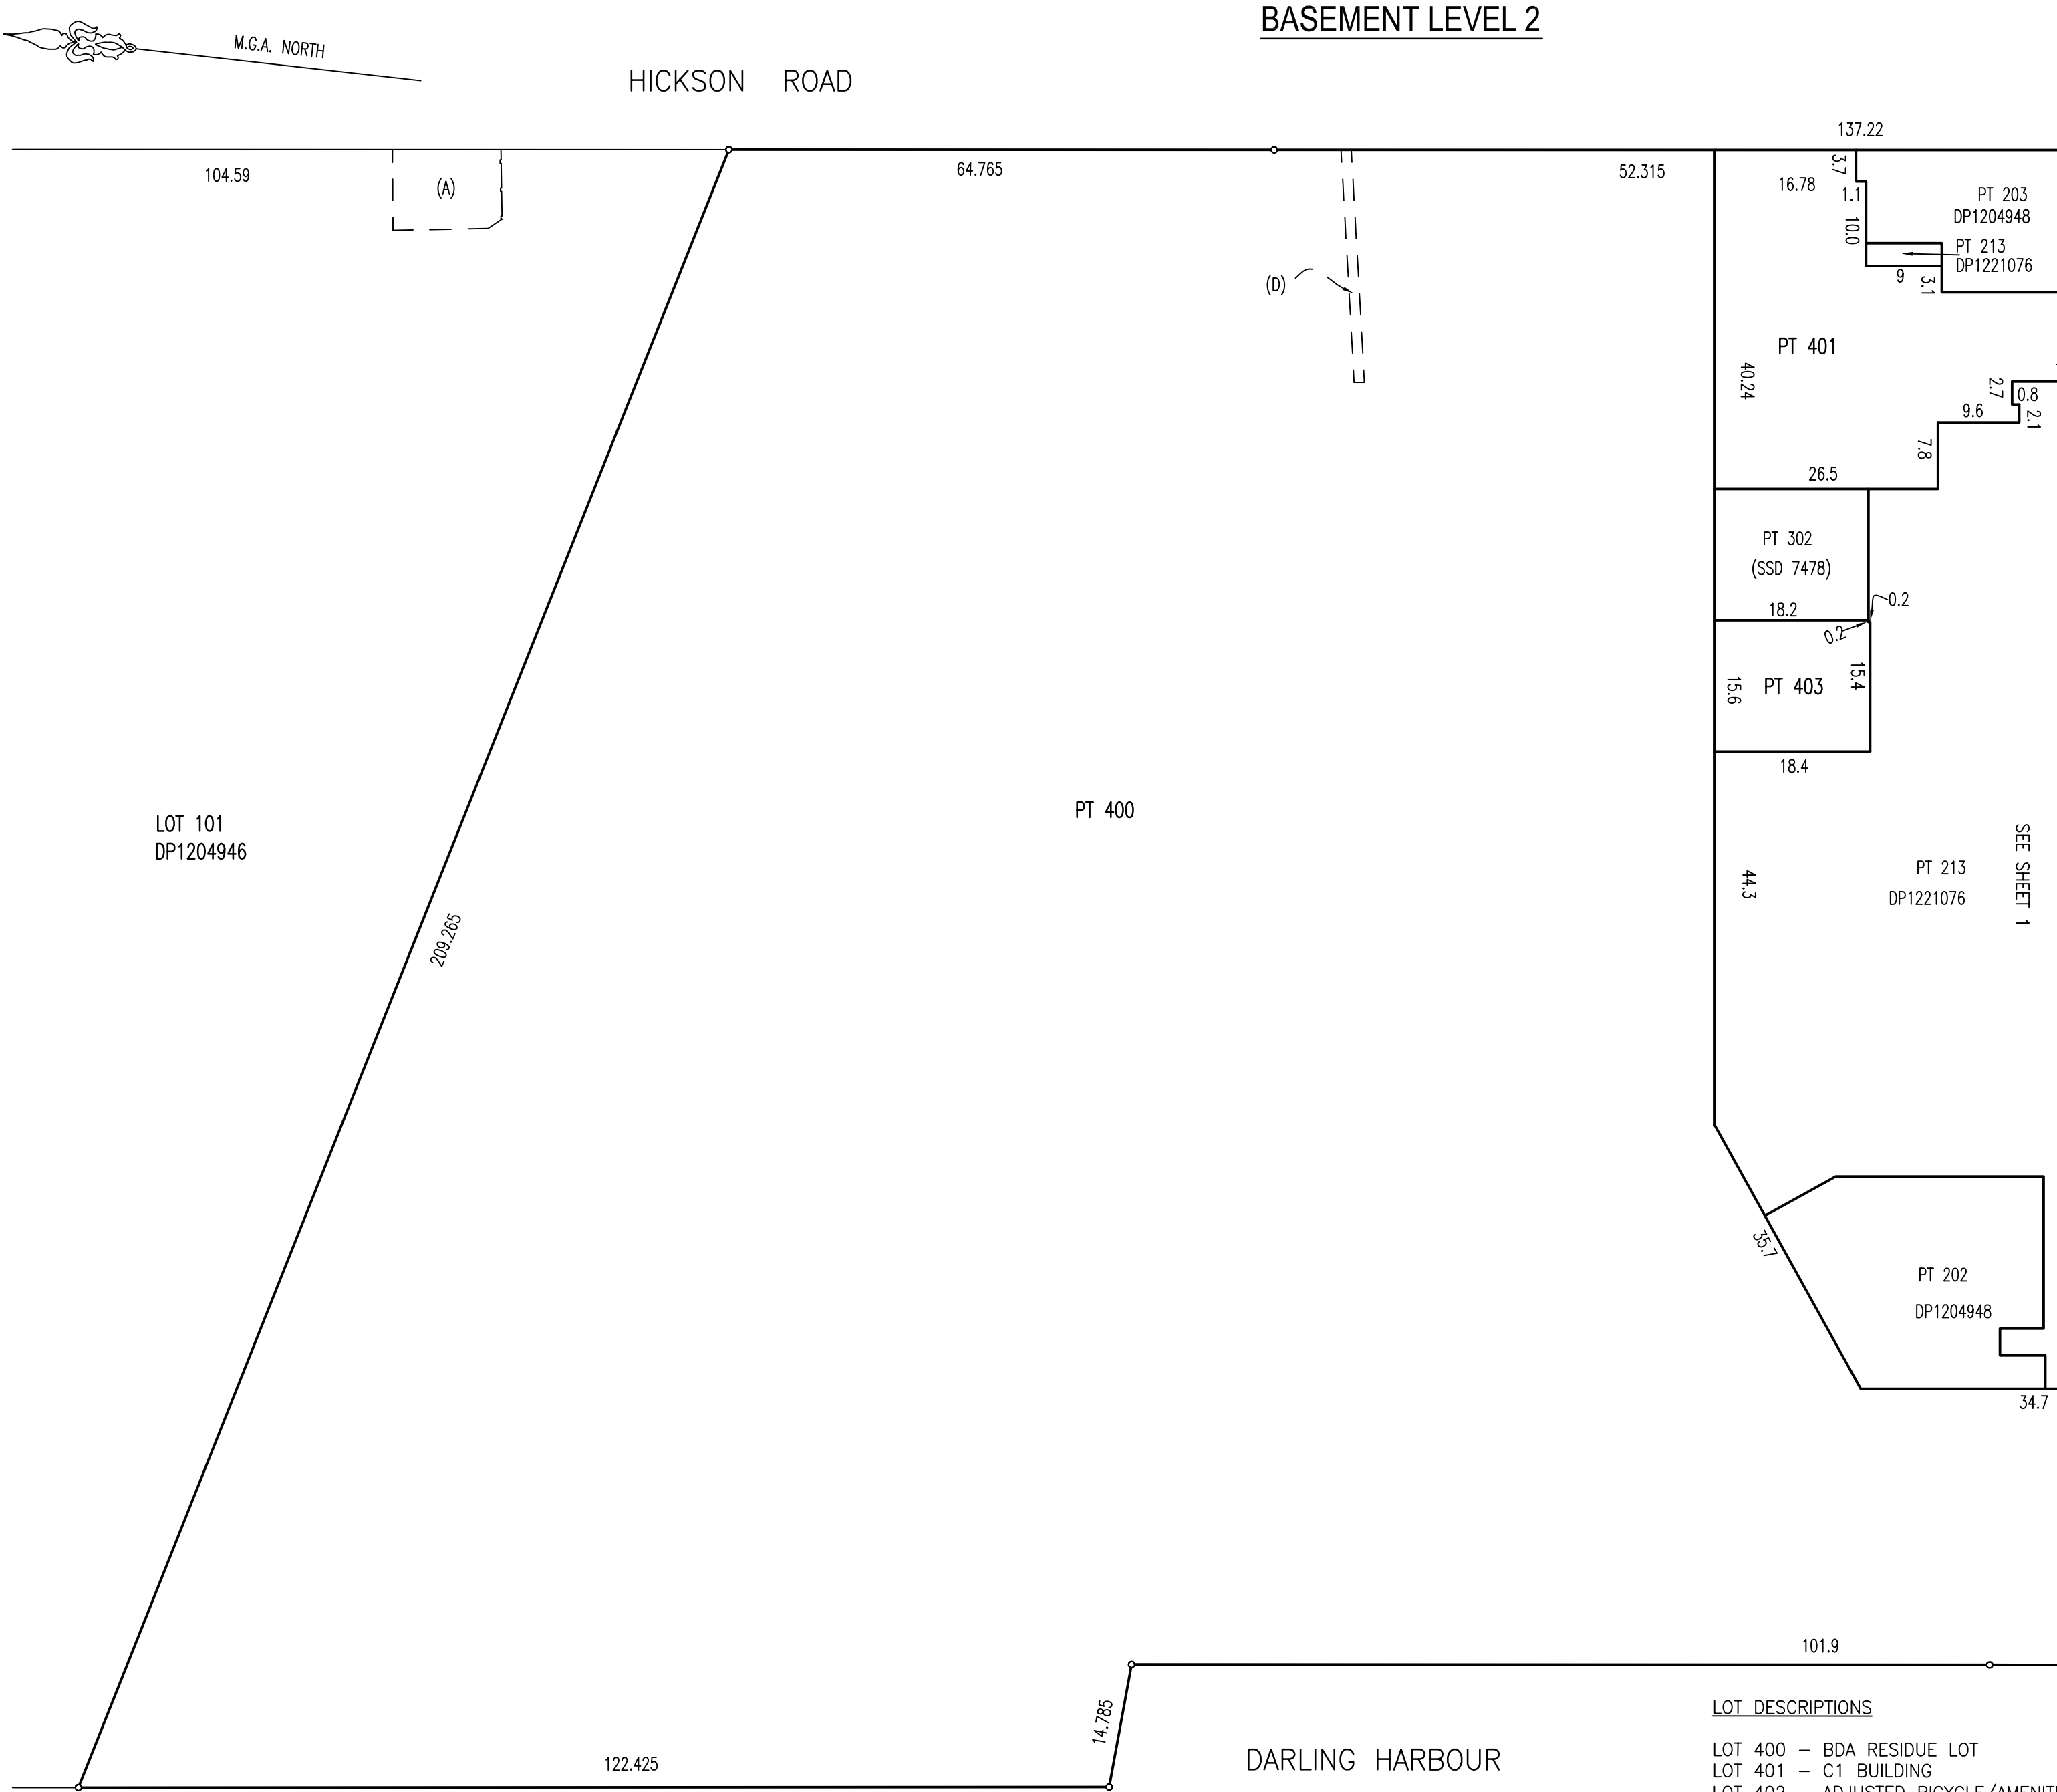 BASEMENT LEVEL 2
M.G.A. NORTH
HICKSON ROAD
137.22
104.59
(A)
64.765
52.315
16.78
3.7
1.1
10.0
PT 203
DP1204948
PT 213
DP1221076
9
3.1
(D)
PT 401
40.24
2.7
0.8
2.1
9.6
7.8
26.5
PT 302
(SSD 7478)
18.2
0.2
0.2
15.6
PT 403
15.4
18.4
LOT 101
DP1204946
PT 400
209.265
44.3
PT 213
DP1221076
SEE SHEET 1
35.7
PT 202
DP1204948
34.7
101.9
14.785
122.425
DARLING HARBOUR
LOT DESCRIPTIONS
LOT 400 – BDA RESIDUE LOT
LOT 401 – C1 BUILDING